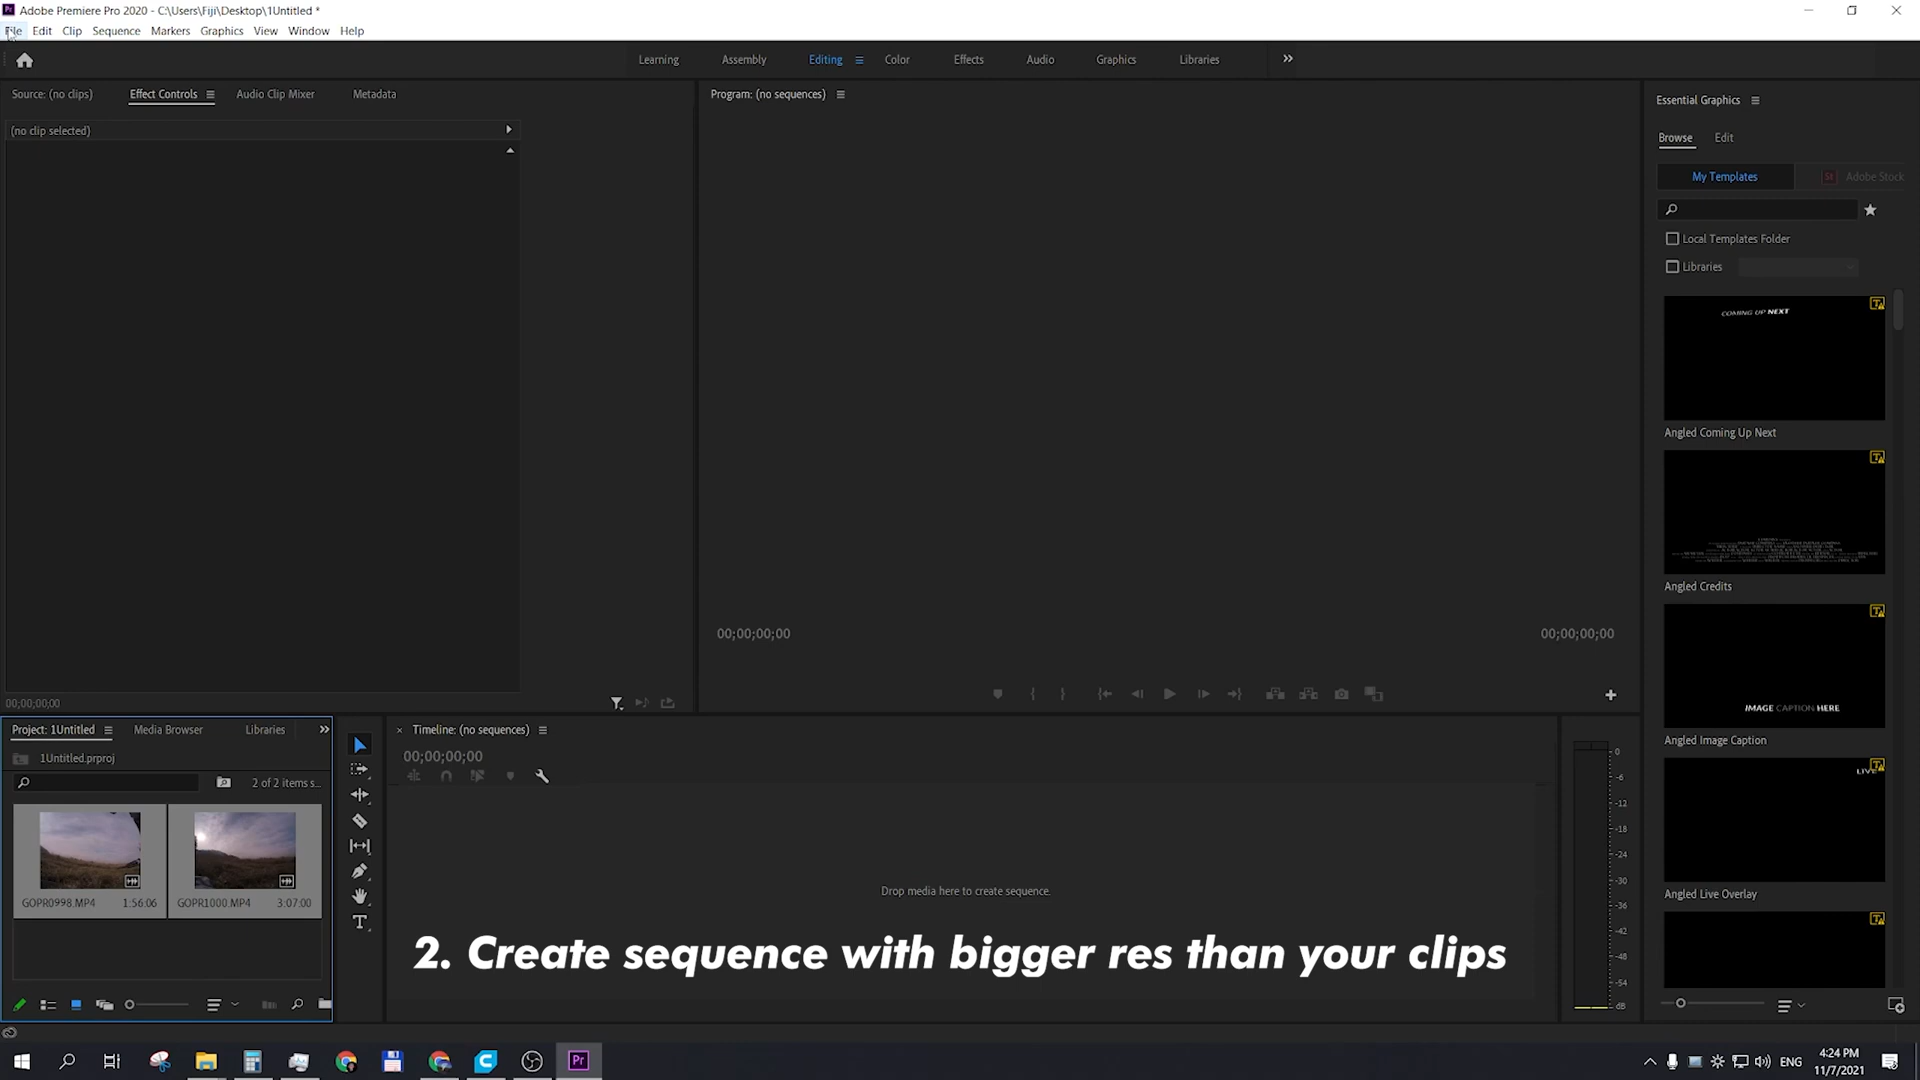 Adobe Premiere Pro 2020 - C:\Users\Fiji\Desktop\1Untitled *
File Edit Clip Sequence Markers Graphics View Window Help
Learning Assembly Editing Color Effects Audio Graphics Libraries
Source: (no clips) Effect Controls Audio Clip Mixer Metadata
Program: (no sequences)
Essential Graphics
(no clip selected)
Browse Edit
My Templates St Adobe Stock
Local Templates Folder
Libraries
COMING UP NEXT
Angled Coming Up Next
Angled Credits
00;00;00;00 00;00;00;00
00;00;00;00
IMAGE CAPTION HERE
Angled Image Caption
Project: 1Untitled Media Browser Libraries
Timeline: (no sequences)
00;00;00;00
1Untitled.prproj
2 of 2 items s...
LIVE
Angled Live Overlay
0
-6
-12
-18
-24
-30
-36
-42
-48
-54
dB
GOPR0998.MP4 1:56:06 GOPR1000.MP4 3:07:00
Drop media here to create sequence.
2. Create sequence with bigger res than your clips
Pr
ENG
4:24 PM
11/7/2021